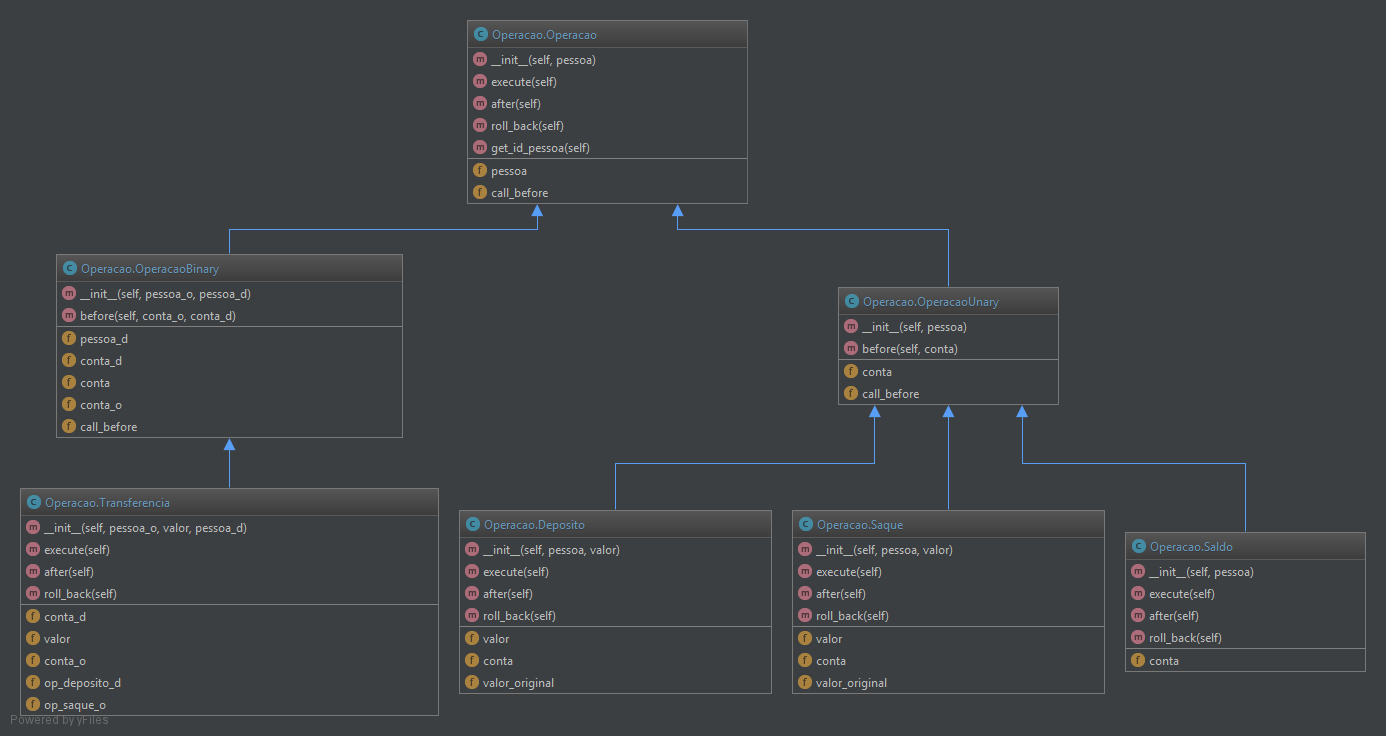 Operacao.Operacao
__init__(self, pessoa)
execute(self)
after(self)
roll_back(self)
get_id_pessoa(self)
pessoa
call_before
Operacao.OperacaoBinary
__init__(self, pessoa_o, pessoa_d)
before(self, conta_o, conta_d)
pessoa_d
conta_d
conta
conta_o
call_before
Operacao.OperacaoUnary
__init__(self, pessoa)
before(self, conta)
conta
call_before
Operacao.Transferencia
__init__(self, pessoa_o, valor, pessoa_d)
execute(self)
after(self)
roll_back(self)
conta_d
valor
conta_o
op_deposito_d
op_saque_o
Operacao.Deposito
__init__(self, pessoa, valor)
execute(self)
after(self)
roll_back(self)
valor
conta
valor_original
Operacao.Saque
__init__(self, pessoa, valor)
execute(self)
after(self)
roll_back(self)
valor
conta
valor_original
Operacao.Saldo
__init__(self, pessoa)
execute(self)
after(self)
roll_back(self)
conta
Powered by yFiles